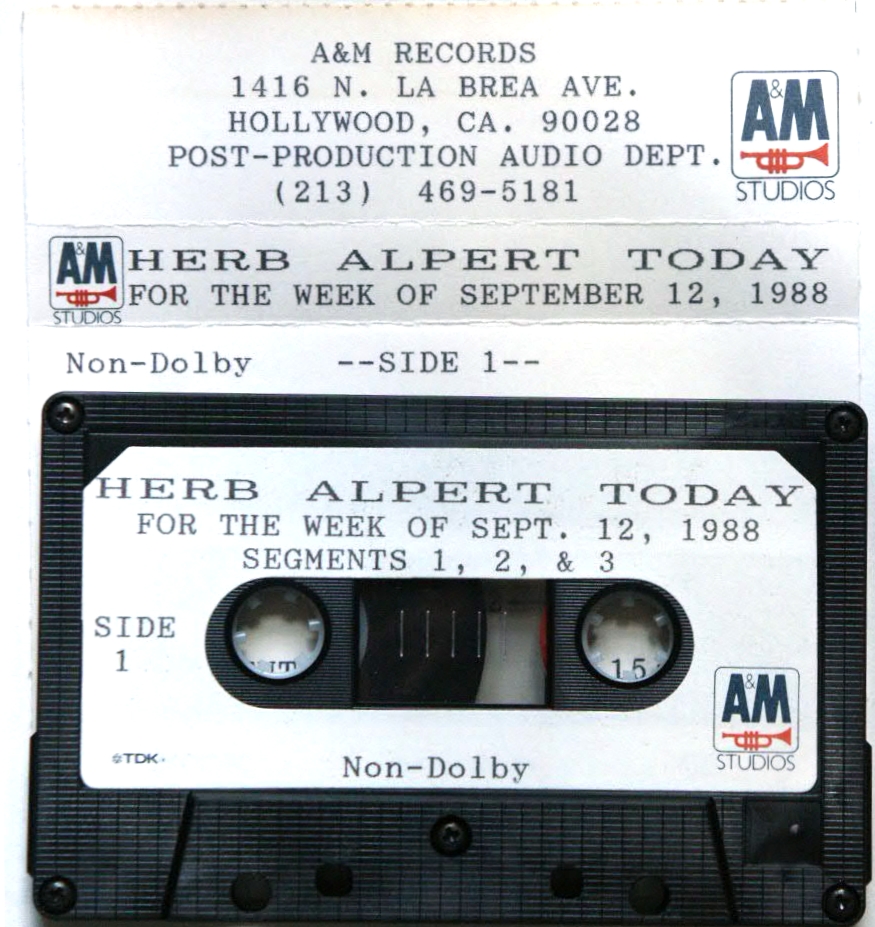 A&M RECORDS
1416 N. LA BREA AVE.
HOLLYWOOD, CA. 90028
POST-PRODUCTION AUDIO DEPT.
(213) 469-5181
A&M
STUDIOS
A&M
STUDIOS
HERB ALPERT TODAY
FOR THE WEEK OF SEPTEMBER 12, 1988
Non-Dolby --SIDE 1--
HERB ALPERT TODAY
FOR THE WEEK OF SEPT. 12, 1988
SEGMENTS 1, 2, & 3
SIDE
1
15
A&M
STUDIOS
TDK
Non-Dolby